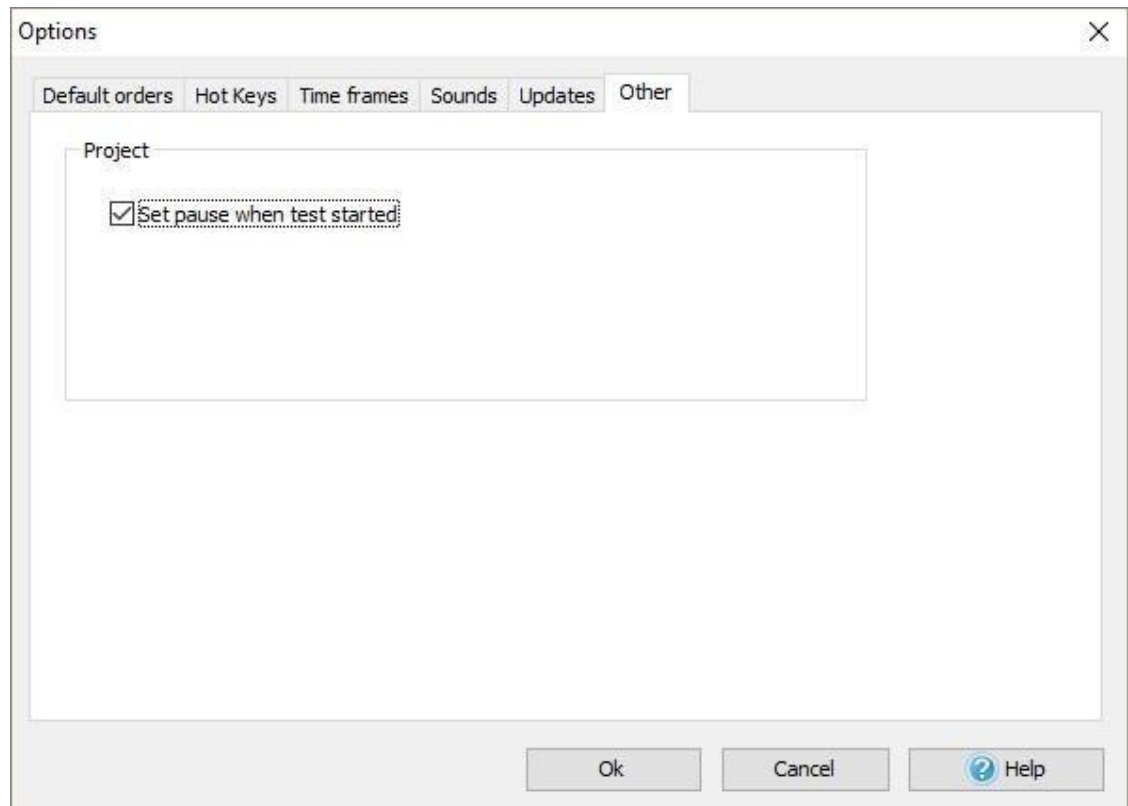 Options
Default orders Hot Keys Time frames Sounds Updates Other
Project
Set pause when test started
Ok Cancel Help